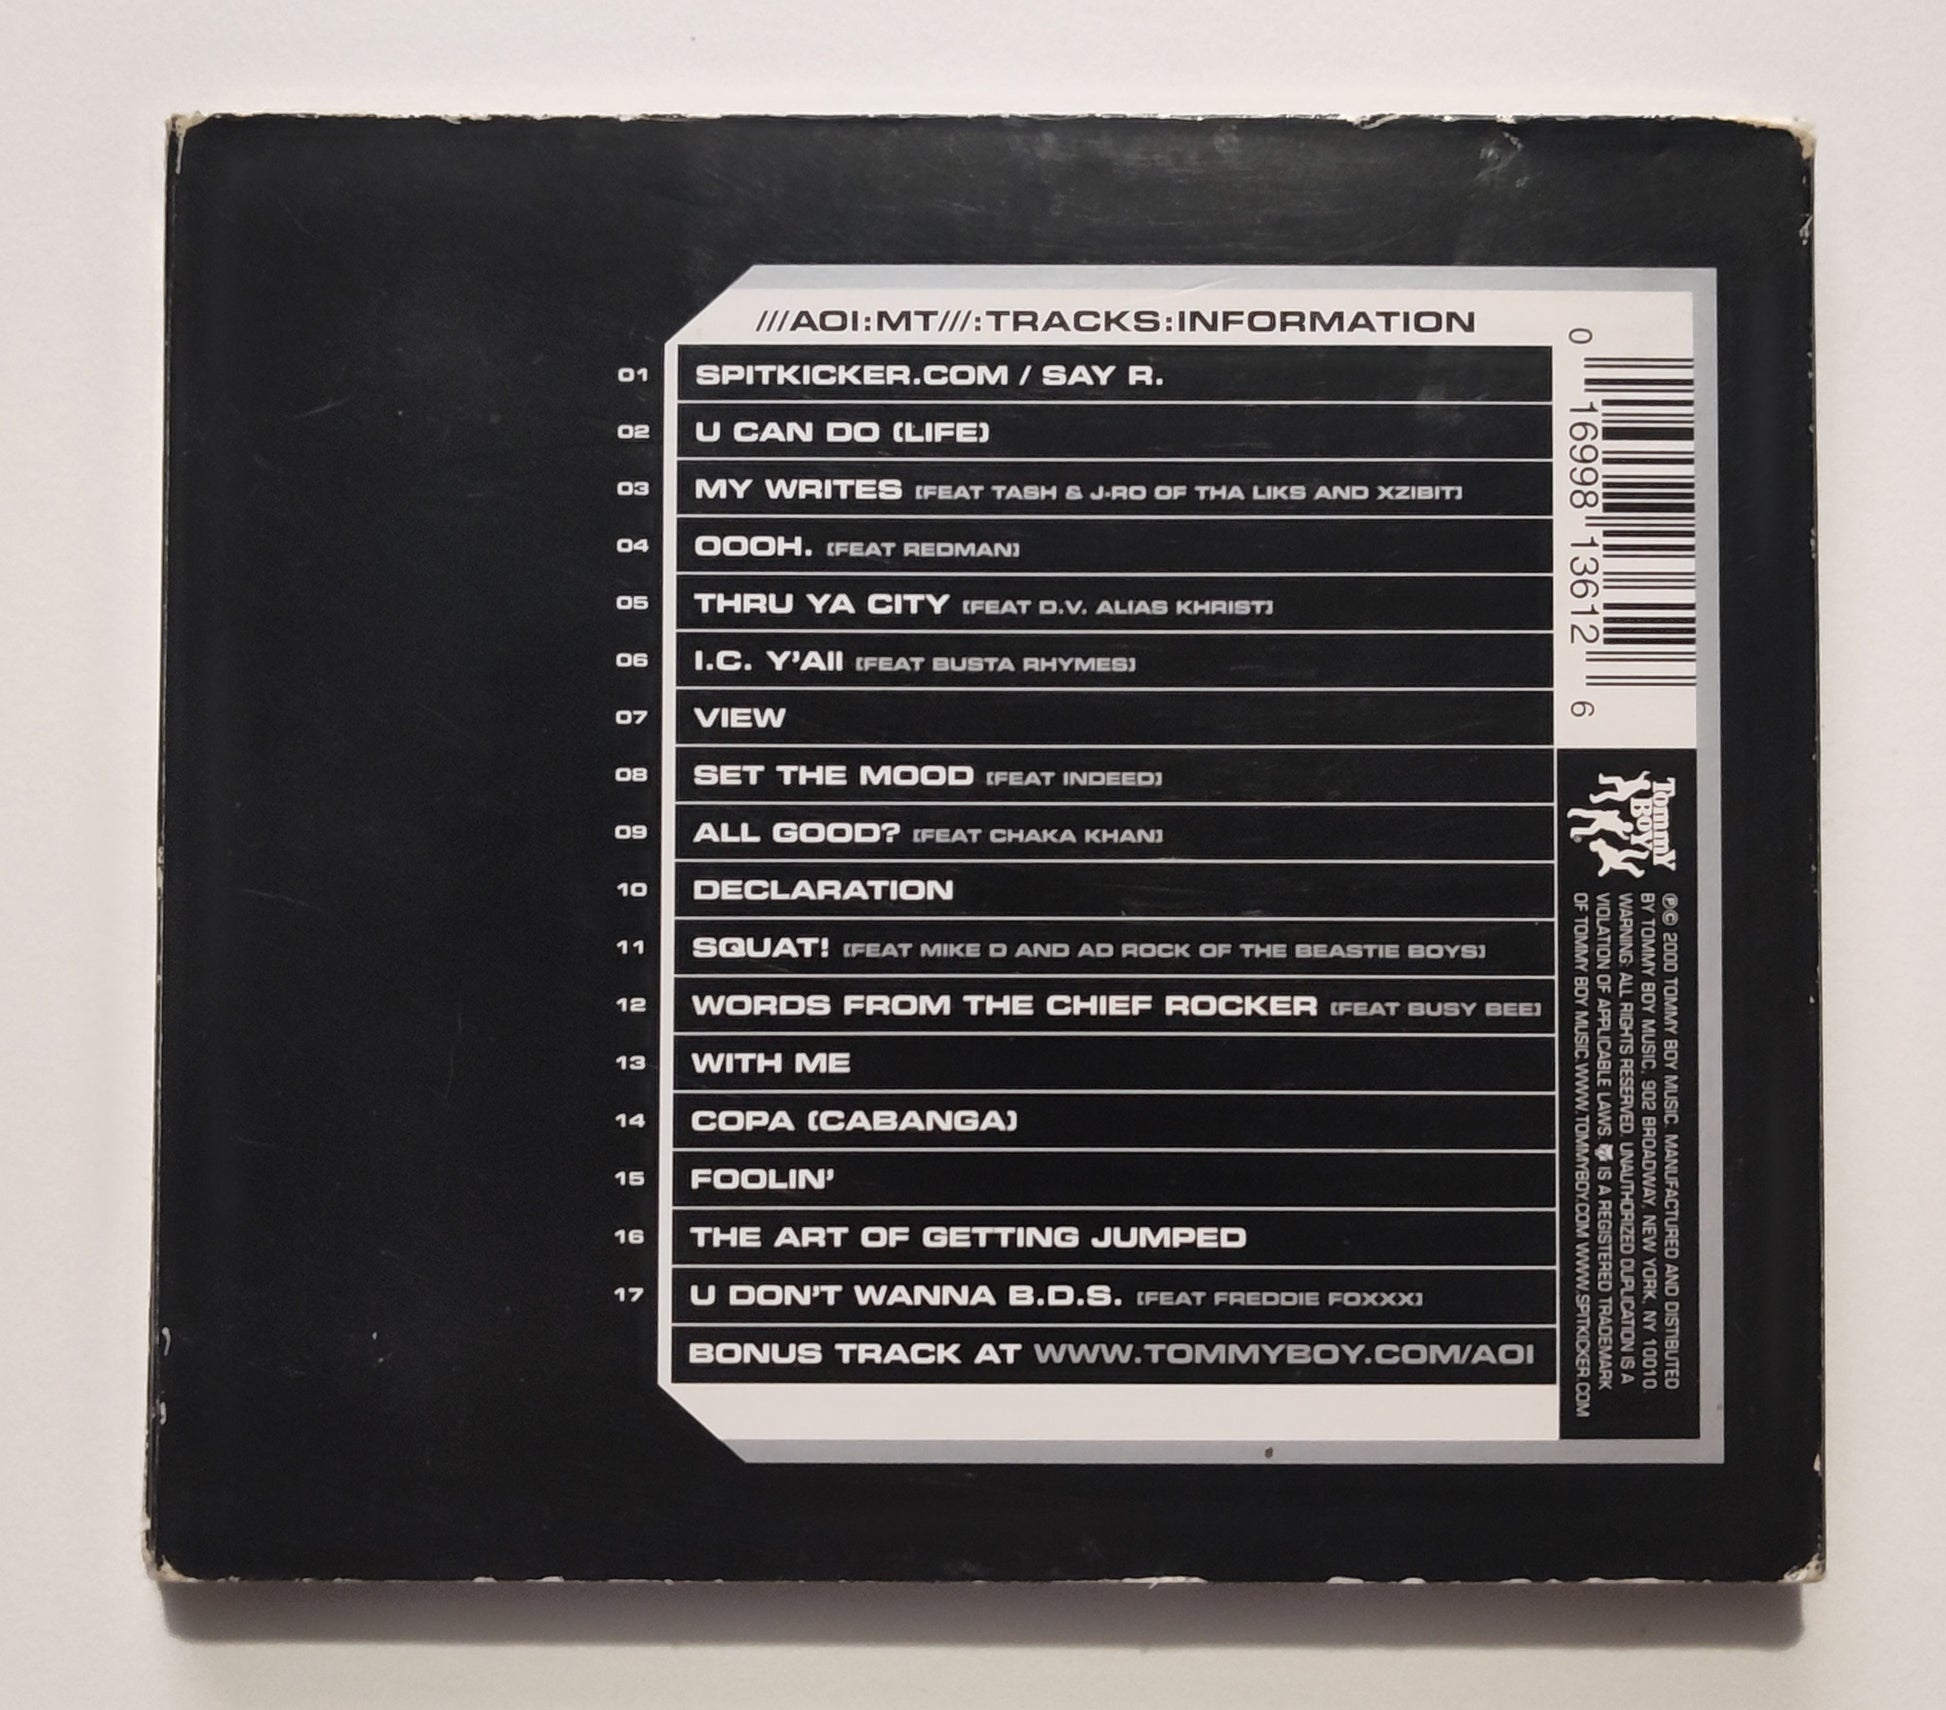 ///AOI:MT///:TRACKS:INFORMATION
01 SPITKICKER.COM / SAY R.
02 U CAN DO (LIFE)
03 MY WRITES [FEAT TASH & J-RO OF THA LIKS AND XZIBIT]
04 OOOH. [FEAT REDMAN]
05 THRU YA CITY [FEAT D.V. ALIAS KHRIST]
06 I.C. Y'All [FEAT BUSTA RHYMES]
07 VIEW
08 SET THE MOOD [FEAT INDEED]
09 ALL GOOD? [FEAT CHAKA KHAN]
10 DECLARATION
11 SQUAT! [FEAT MIKE D AND AD ROCK OF THE BEASTIE BOYS]
12 WORDS FROM THE CHIEF ROCKER [FEAT BUSY BEE]
13 WITH ME
14 COPA (CABANGA)
15 FOOLIN'
16 THE ART OF GETTING JUMPED
17 U DON'T WANNA B.D.S. [FEAT FREDDIE FOXXX]
BONUS TRACK AT WWW.TOMMYBOY.COM/AOI
0 16998 13612 6
Tommy
BOY
®
℗© 2000 TOMMY BOY MUSIC. MANUFACTURED AND DISTIBUTED
BY TOMMY BOY MUSIC, 902 BROADWAY, NEW YORK, NY 10010.
WARNING: ALL RIGHTS RESERVED. UNAUTHORIZED DUPLICATION IS A
VIOLATION OF APPLICABLE LAWS. IS A REGISTERED TRADEMARK
OF TOMMY BOY MUSIC. WWW.TOMMYBOY.COM WWW.SPITKICKER.COM